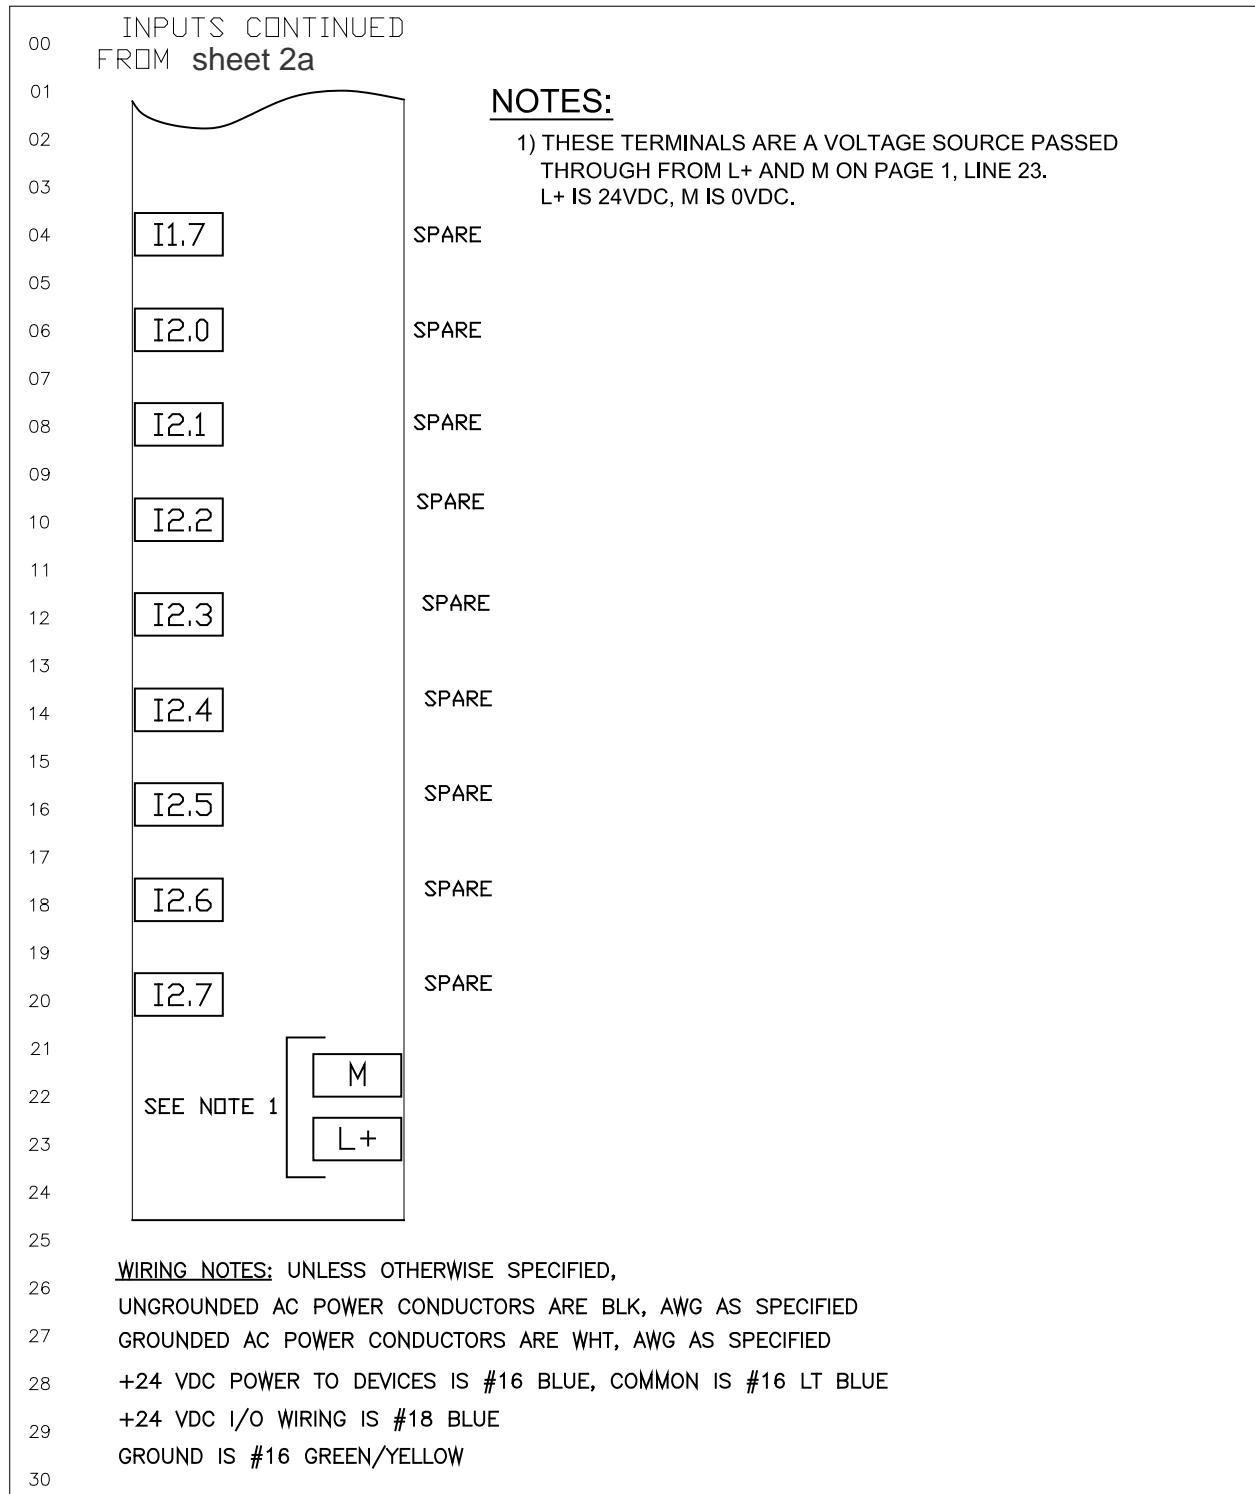 00 INPUTS CONTINUED
FROM sheet 2a
01
NOTES:
02 1) THESE TERMINALS ARE A VOLTAGE SOURCE PASSED
THROUGH FROM L+ AND M ON PAGE 1, LINE 23.
03 L+ IS 24VDC, M IS 0VDC.
04 I1.7 SPARE
05
06 I2.0 SPARE
07
08 I2.1 SPARE
09
10 I2.2 SPARE
11
12 I2.3 SPARE
13
14 I2.4 SPARE
15
16 I2.5 SPARE
17
18 I2.6 SPARE
19
20 I2.7 SPARE
21
M
22 SEE NOTE 1
23 L+
24
25
WIRING NOTES: UNLESS OTHERWISE SPECIFIED,
26
UNGROUNDED AC POWER CONDUCTORS ARE BLK, AWG AS SPECIFIED
27 GROUNDED AC POWER CONDUCTORS ARE WHT, AWG AS SPECIFIED
28 +24 VDC POWER TO DEVICES IS #16 BLUE, COMMON IS #16 LT BLUE
29 +24 VDC I/O WIRING IS #18 BLUE
GROUND IS #16 GREEN/YELLOW
30